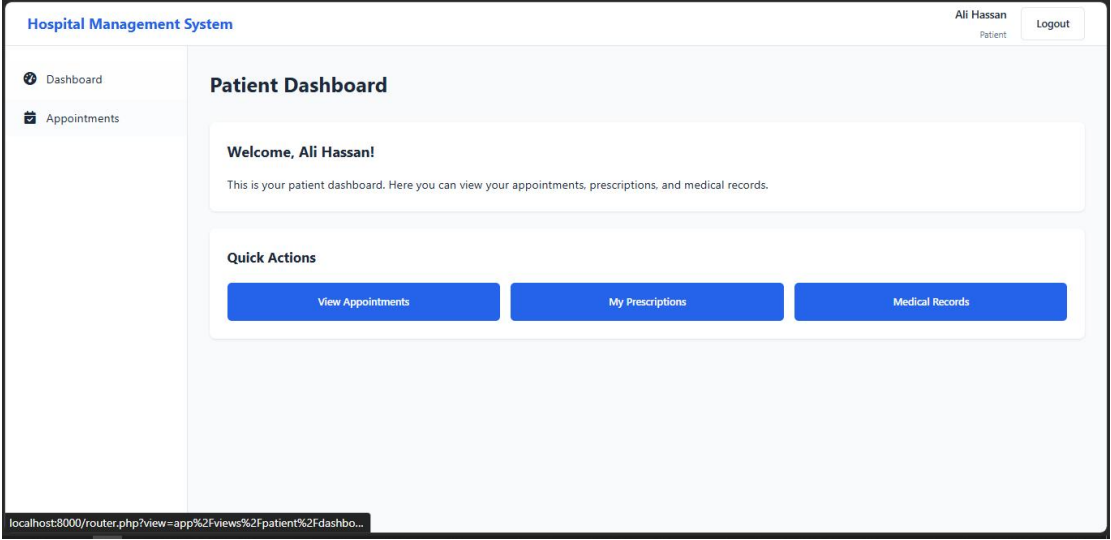 Hospital Management System
Ali Hassan
Patient
Logout
Dashboard
Appointments
Patient Dashboard
Welcome, Ali Hassan!
This is your patient dashboard. Here you can view your appointments, prescriptions, and medical records.
Quick Actions
View Appointments
My Prescriptions
Medical Records
localhost:8000/router.php?view=app%2Fviews%2Fpatient%2Fdashbo...